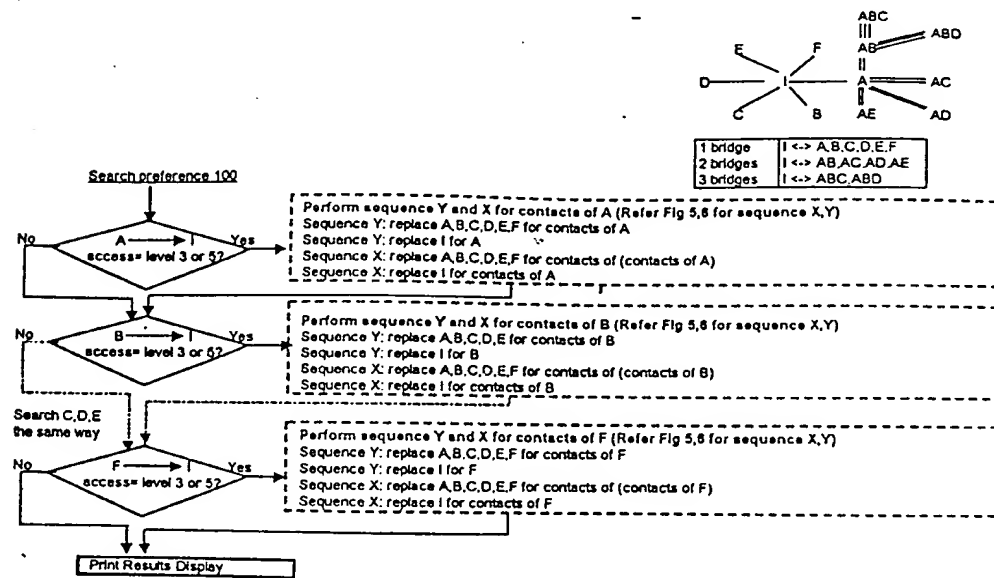 ABC
ABD
E F AB
D I A AC
C B AE AD
1 bridge I <-> A,B,C,D,E,F
2 bridges I <-> AB,AC,AD,AE
3 bridges I <-> ABC,ABD
Search preference 100
No A I Yes
access= level 3 or 5?
Perform sequence Y and X for contacts of A (Refer Fig 5,6 for sequence X,Y)
Sequence Y: replace A,B,C,D,E,F for contacts of A
Sequence Y: replace I for A
Sequence X: replace A,B,C,D,E,F for contacts of (contacts of A)
Sequence X: replace I for contacts of A
No B I Yes
access= level 3 or 5?
Perform sequence Y and X for contacts of B (Refer Fig 5,6 for sequence X,Y)
Sequence Y: replace A,B,C,D,E for contacts of B
Sequence Y: replace I for B
Sequence X: replace A,B,C,D,E,F for contacts of (contacts of B)
Sequence X: replace I for contacts of B
Search C,D,E
the same way
No F I Yes
access= level 3 or 5?
Perform sequence Y and X for contacts of F (Refer Fig 5,6 for sequence X,Y)
Sequence Y: replace A,B,C,D,E,F for contacts of F
Sequence Y: replace I for F
Sequence X: replace A,B,C,D,E,F for contacts of (contacts of F)
Sequence X: replace I for contacts of F
Print Results Display